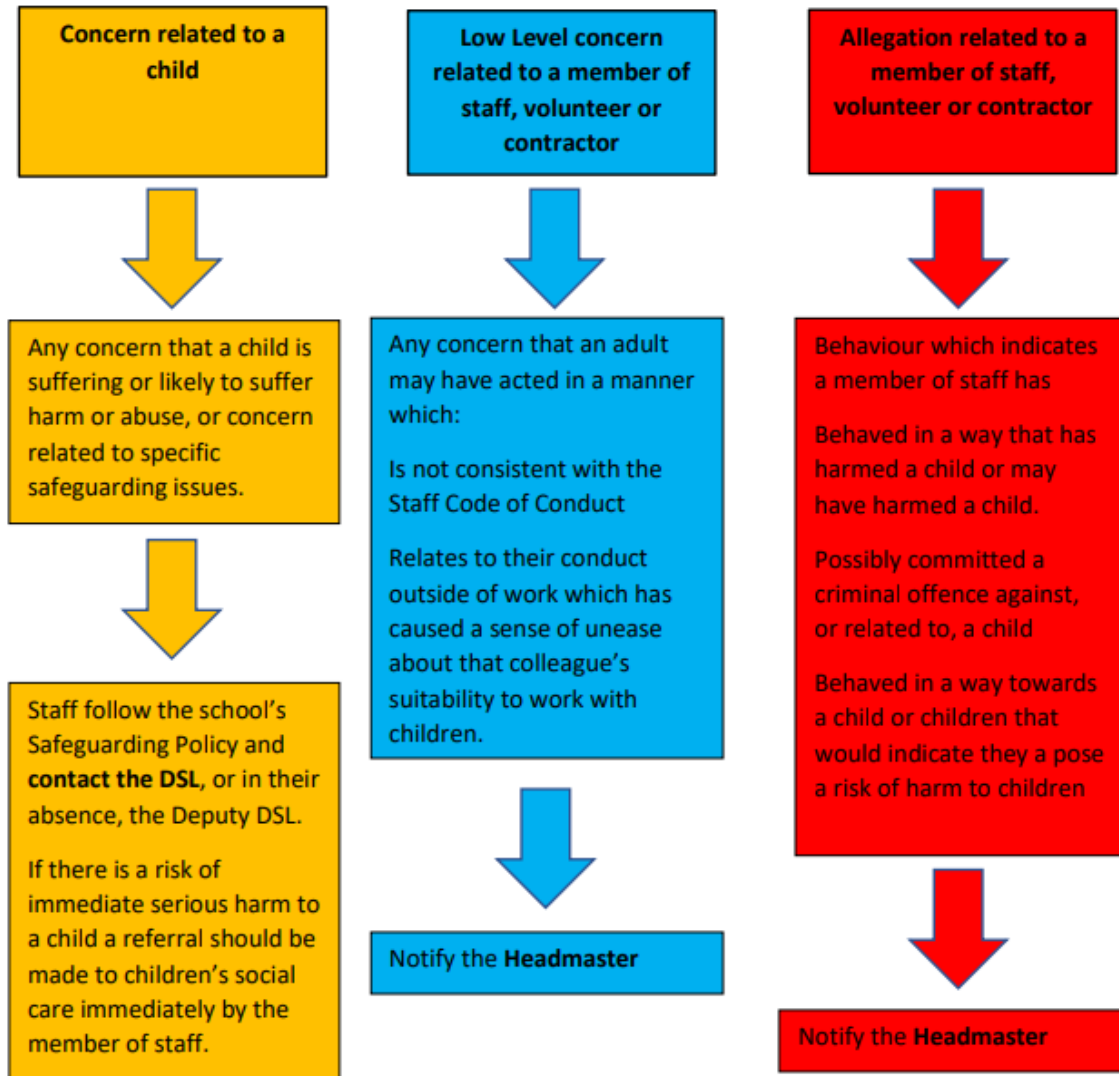 Concern related to a
child
Any concern that a child is
suffering or likely to suffer
harm or abuse, or concern
related to specific
safeguarding issues.
Staff follow the school's
Safeguarding Policy and
contact the DSL, or in their
absence, the Deputy DSL.
If there is a risk of
immediate serious harm to
a child a referral should be
made to children's social
care immediately by the
member of staff.
Low Level concern
related to a member of
staff, volunteer or
contractor
Any concern that an adult
may have acted in a manner
which:
Is not consistent with the
Staff Code of Conduct
Relates to their conduct
outside of work which has
caused a sense of unease
about that colleague's
suitability to work with
children.
Notify the Headmaster
Allegation related to a
member of staff,
volunteer or contractor
Behaviour which indicates
a member of staff has
Behaved in a way that has
harmed a child or may
have harmed a child.
Possibly committed a
criminal offence against,
or related to, a child
Behaved in a way towards
a child or children that
would indicate they a pose
a risk of harm to children
Notify the Headmaster